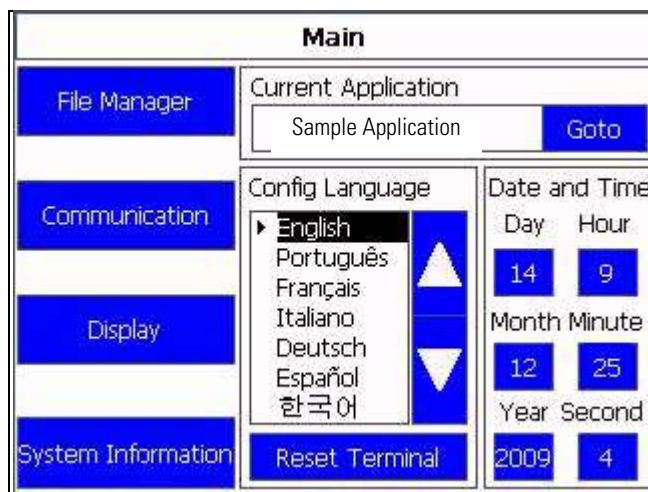 Main
File Manager
Communication
Display
System Information
Current Application
Sample Application
Goto
Config Language
English
Português
Français
Italiano
Deutsch
Español
한국어
Reset Terminal
Date and Time
Day Hour
14 9
Month Minute
12 25
Year Second
2009 4